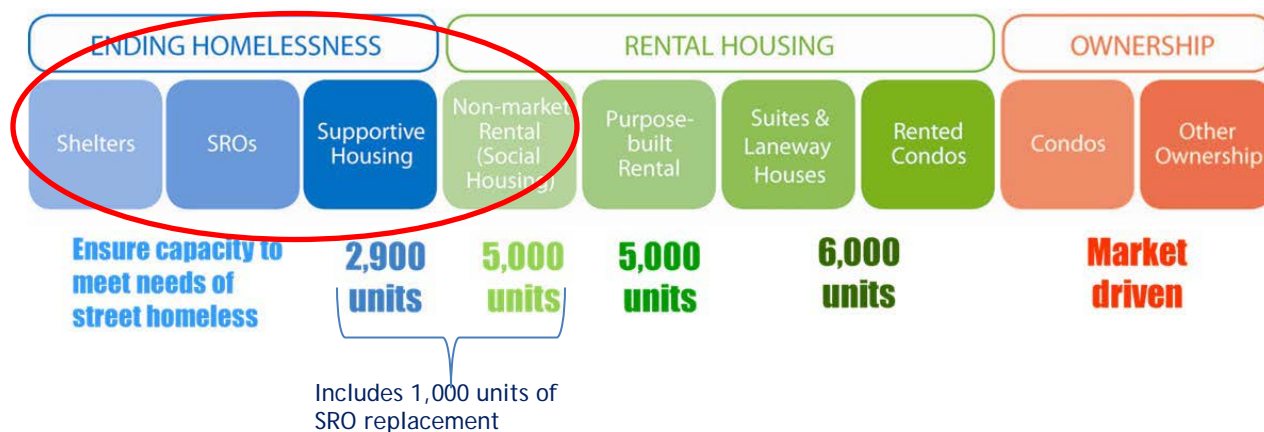 ENDING HOMELESSNESS
RENTAL HOUSING
OWNERSHIP
Shelters
SROs
Supportive
Housing
Non-market
Rental
(Social
Housing)
Purpose-
built
Rental
Suites &
Laneway
Houses
Rented
Condos
Condos
Other
Ownership
Ensure capacity to
meet needs of
street homeless
2,900
units
5,000
units
5,000
units
6,000
units
Market
driven
Includes 1,000 units of
SRO replacement